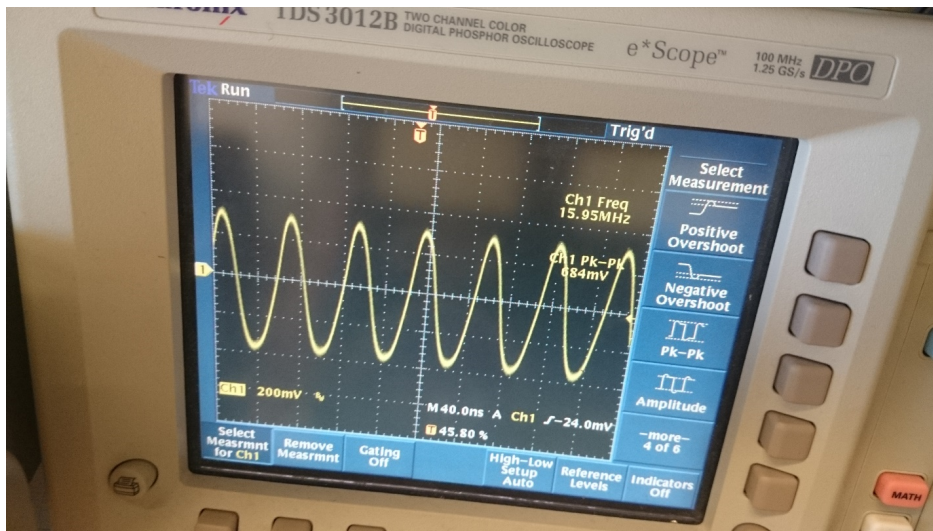 TDS 3012B TWO CHANNEL COLOR
DIGITAL PHOSPHOR OSCILLOSCOPE
e*Scope™
100 MHz
1.25 GS/s
DPO
Tek Run
Trig'd
T
T
Ch1 Freq
15.95MHz
Ch1 Pk-Pk
684mV
1
Ch1 200mV
M 40.0ns A Ch1 -24.0mV
T 45.80 %
Select
Measurement
Positive
Overshoot
Negative
Overshoot
Pk-Pk
Amplitude
-more-
4 of 6
Select
Measrmnt
for Ch1
Remove
Measrmnt
Gating
Off
High-Low
Setup
Auto
Reference
Levels
Indicators
Off
MATH